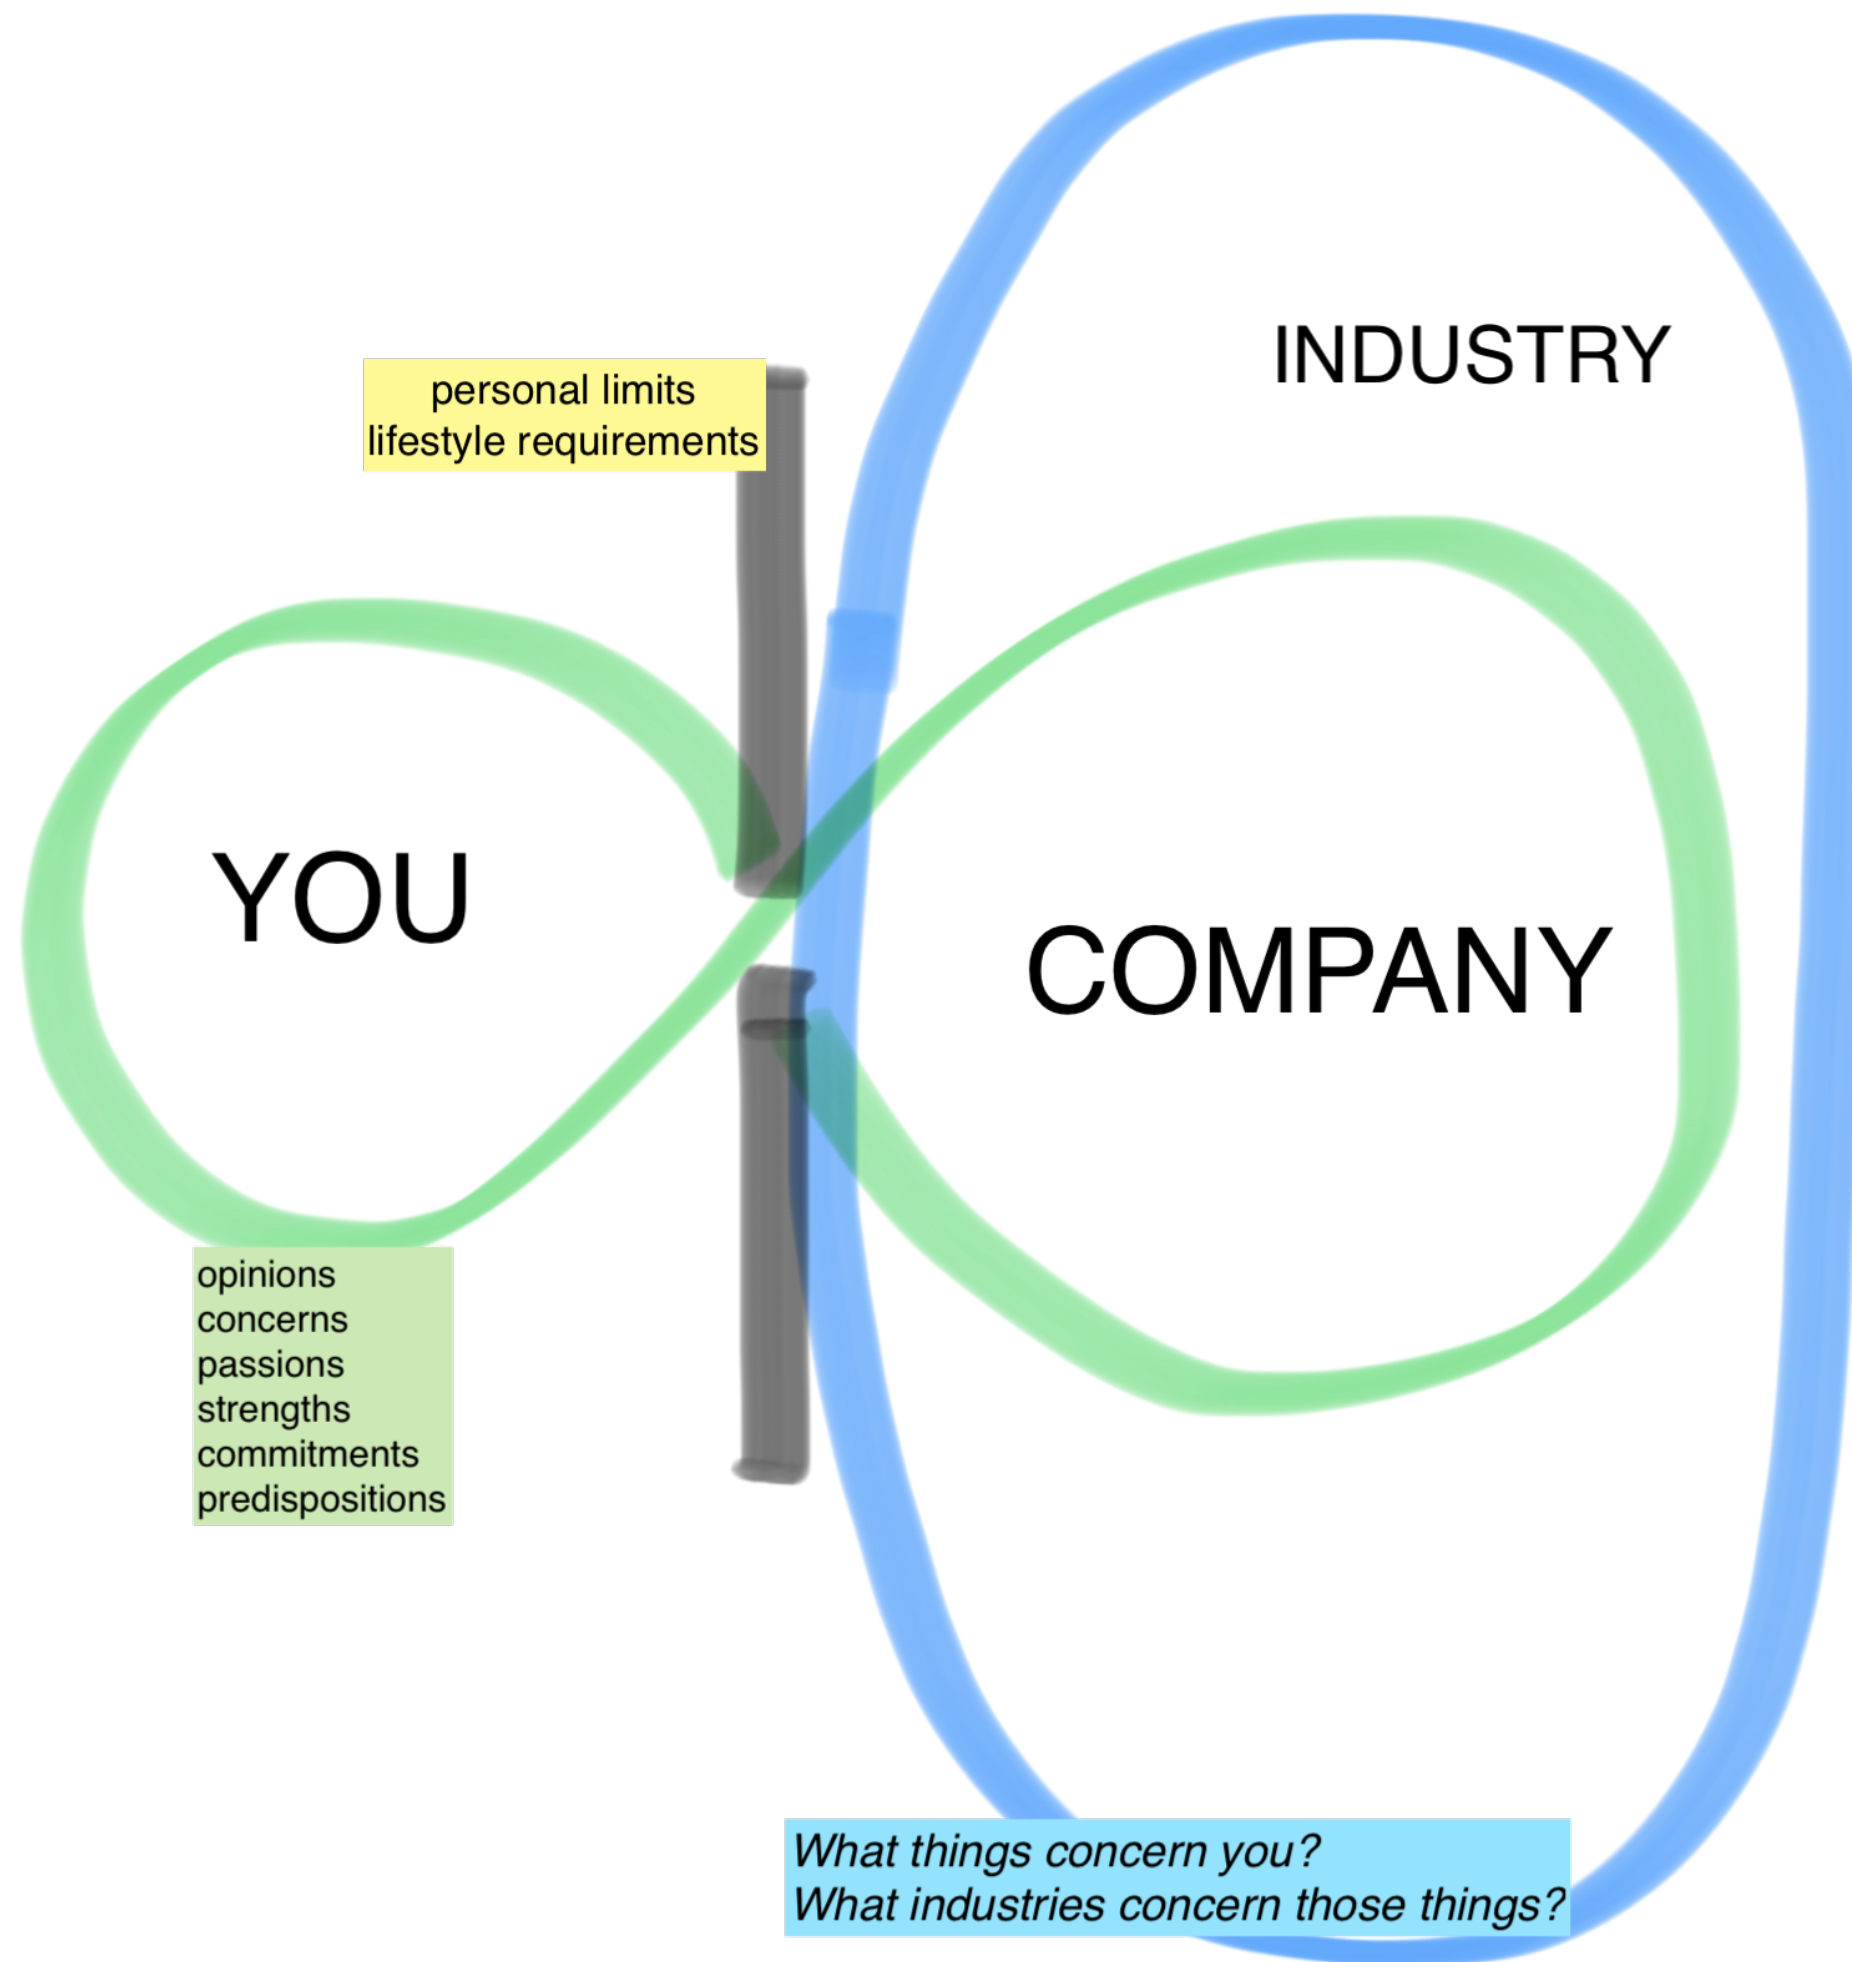 INDUSTRY
personal limits
lifestyle requirements
YOU
COMPANY
opinions
concerns
passions
strengths
commitments
predispositions
What things concern you?
What industries concern those things?